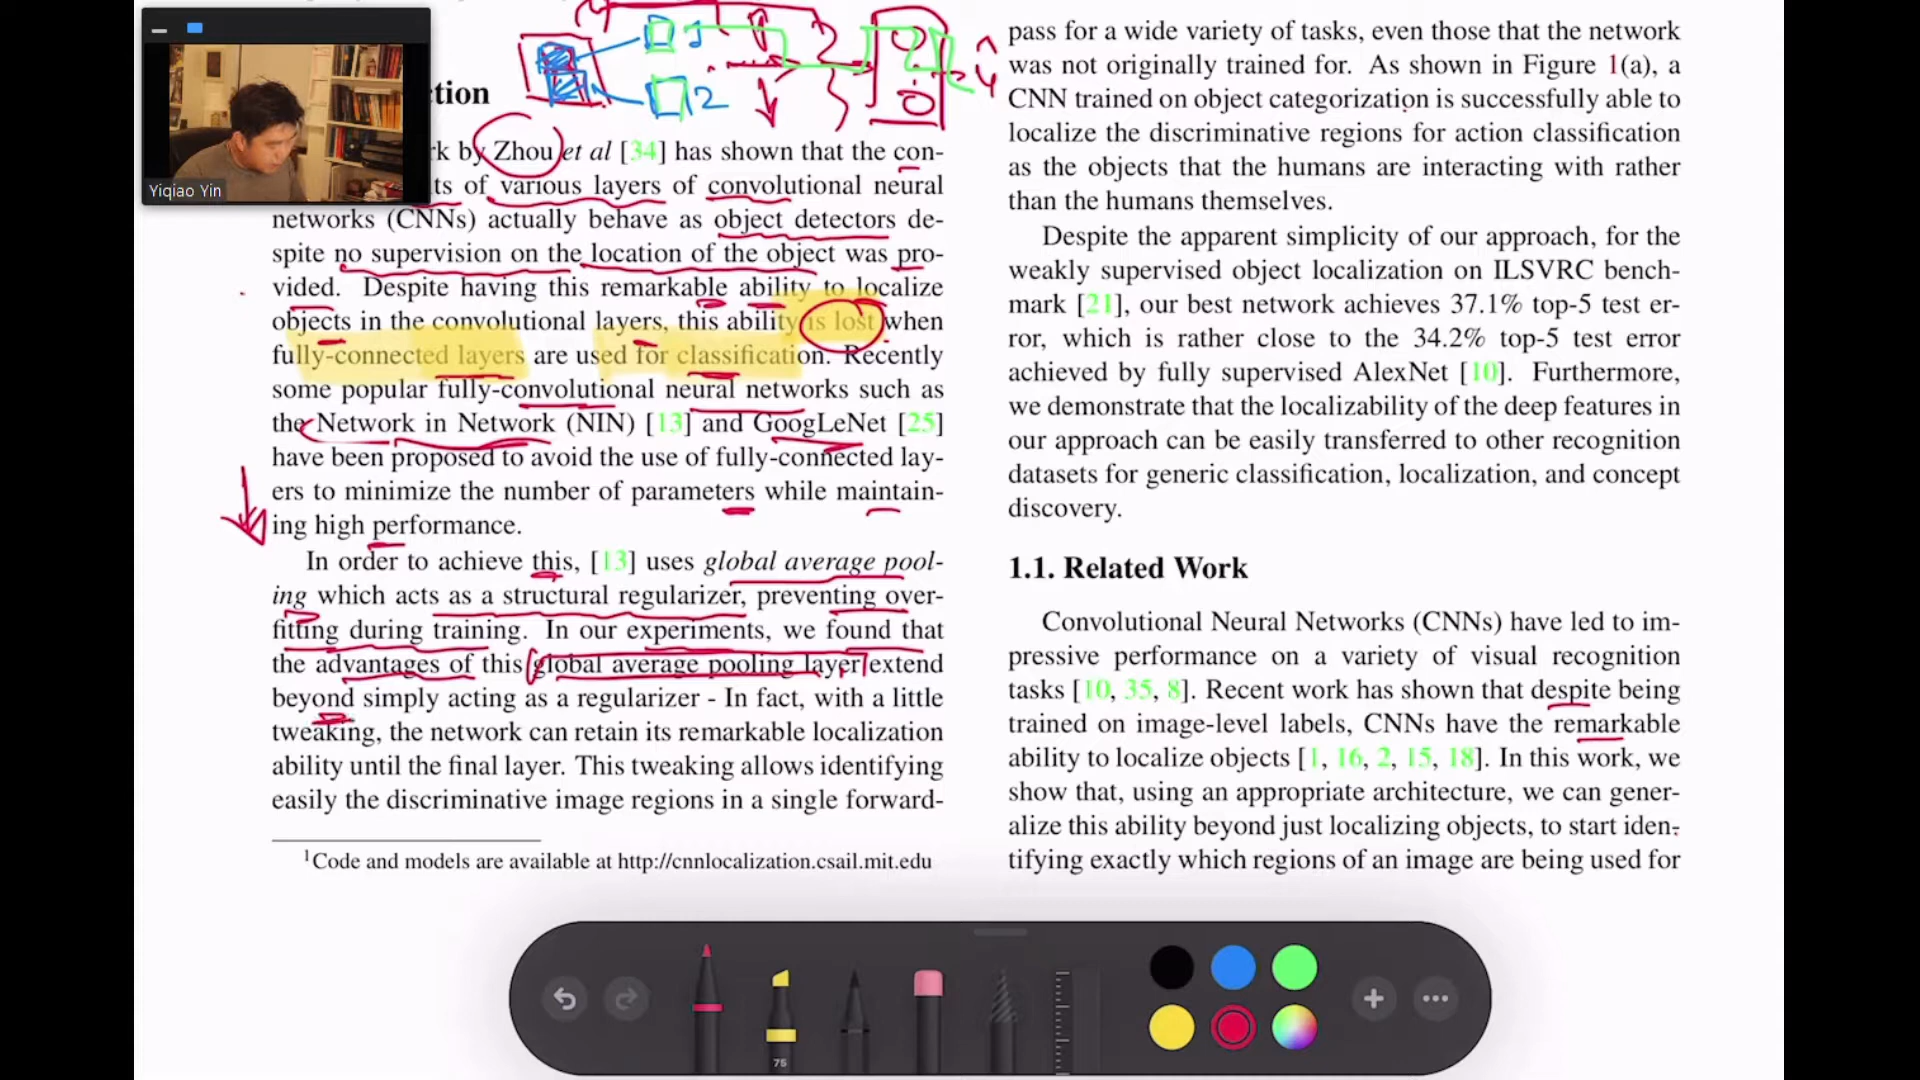 Yiqiao Yin
ction
rk by Zhou et al [34] has shown that the con-
ts of various layers of convolutional neural
networks (CNNs) actually behave as object detectors de-
spite no supervision on the location of the object was pro-
vided. Despite having this remarkable ability to localize
objects in the convolutional layers, this ability is lost when
fully-connected layers are used for classification. Recently
some popular fully-convolutional neural networks such as
the Network in Network (NIN) [13] and GoogLeNet [25]
have been proposed to avoid the use of fully-connected lay-
ers to minimize the number of parameters while maintain-
ing high performance.
In order to achieve this, [13] uses global average pool-
ing which acts as a structural regularizer, preventing over-
fitting during training. In our experiments, we found that
the advantages of this global average pooling layer extend
beyond simply acting as a regularizer - In fact, with a little
tweaking, the network can retain its remarkable localization
ability until the final layer. This tweaking allows identifying
easily the discriminative image regions in a single forward-
1Code and models are available at http://cnnlocalization.csail.mit.edu
pass for a wide variety of tasks, even those that the network
was not originally trained for. As shown in Figure 1(a), a
CNN trained on object categorization is successfully able to
localize the discriminative regions for action classification
as the objects that the humans are interacting with rather
than the humans themselves.
Despite the apparent simplicity of our approach, for the
weakly supervised object localization on ILSVRC bench-
mark [21], our best network achieves 37.1% top-5 test er-
ror, which is rather close to the 34.2% top-5 test error
achieved by fully supervised AlexNet [10]. Furthermore,
we demonstrate that the localizability of the deep features in
our approach can be easily transferred to other recognition
datasets for generic classification, localization, and concept
discovery.
1.1. Related Work
Convolutional Neural Networks (CNNs) have led to im-
pressive performance on a variety of visual recognition
tasks [10, 35, 8]. Recent work has shown that despite being
trained on image-level labels, CNNs have the remarkable
ability to localize objects [1, 16, 2, 15, 18]. In this work, we
show that, using an appropriate architecture, we can gener-
alize this ability beyond just localizing objects, to start iden-
tifying exactly which regions of an image are being used for
75